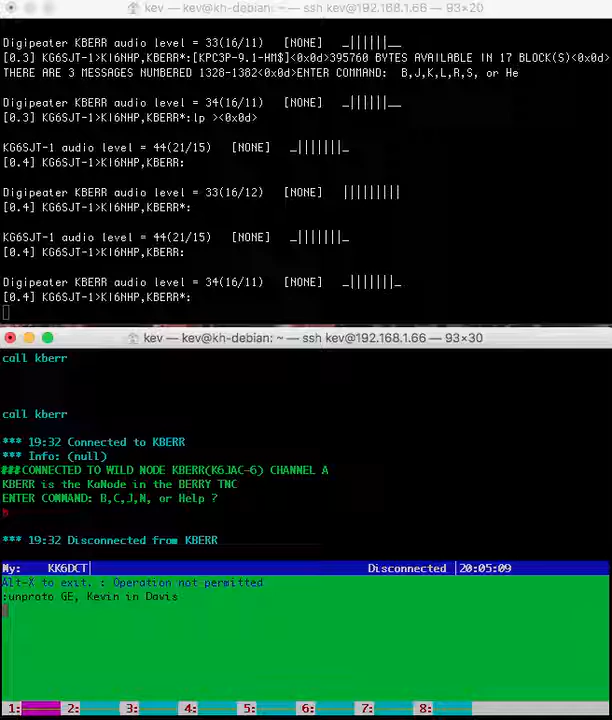 kev — kev@kh-debian: ~ — ssh kev@192.168.1.66 — 93×20
Digipeater KBERR audio level = 33(16/11)   [NONE]   _||||||___
[0.3] KG6SJT-1>KI6NHP,KBERR*:[KPC3P-9.1-HM$]<0x0d>395760 BYTES AVAILABLE IN 17 BLOCK(S)<0x0d>
THERE ARE 3 MESSAGES NUMBERED 1328-1382<0x0d>ENTER COMMAND:  B,J,K,L,R,S, or He
Digipeater KBERR audio level = 34(16/11)   [NONE]   _||||||___
[0.3] KG6SJT-1>KI6NHP,KBERR*:lp ><0x0d>
KG6SJT-1 audio level = 44(21/15)   [NONE]   _|||||||_
[0.4] KG6SJT-1>KI6NHP,KBERR:
Digipeater KBERR audio level = 33(16/12)   [NONE]   |||||||||
[0.4] KG6SJT-1>KI6NHP,KBERR*:
KG6SJT-1 audio level = 44(21/15)   [NONE]   _|||||||_
[0.4] KG6SJT-1>KI6NHP,KBERR:
Digipeater KBERR audio level = 34(16/11)   [NONE]   _|||||||_
[0.4] KG6SJT-1>KI6NHP,KBERR*:
kev — kev@kh-debian: ~ — ssh kev@192.168.1.66 — 93×30
call kberr
call kberr
*** 19:32 Connected to KBERR
*** Info: (null)
###CONNECTED TO WILD NODE KBERR(K6JAC-6) CHANNEL A
KBERR is the KaNode in the BERRY TNC
ENTER COMMAND: B,C,J,N, or Help ?
*** 19:32 Disconnected from KBERR
My:    KK6DCT|   Disconnected |20:05:09
Alt-X to exit. : Operation not permitted
:unproto GE, Kevin in Davis
1: 2: 3: 4: 5: 6: 7: 8: